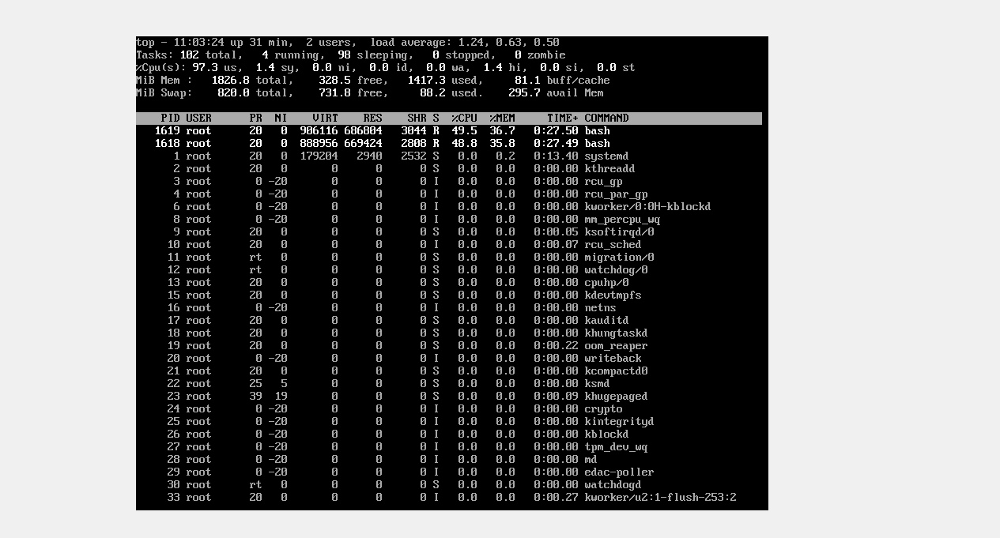 top - 11:03:24 up 31 min,  2 users,  load average: 1.24, 0.63, 0.50
Tasks: 102 total,   4 running,  98 sleeping,   0 stopped,   0 zombie
%Cpu(s): 97.3 us,  1.4 sy,  0.0 ni,  0.0 id,  0.0 wa,  1.4 hi,  0.0 si,  0.0 st
MiB Mem :   1826.8 total,    328.5 free,   1417.3 used,     81.1 buff/cache
MiB Swap:    820.0 total,    731.8 free,     88.2 used.    295.7 avail Mem
    PID USER      PR  NI    VIRT    RES    SHR S  %CPU  %MEM     TIME+ COMMAND
   1619 root      20   0  906116 686804   3044 R  49.5  36.7   0:27.50 bash
   1618 root      20   0  888956 669424   2808 R  48.8  35.8   0:27.49 bash
      1 root      20   0  179204   2940   2532 S   0.0   0.2   0:13.40 systemd
      2 root      20   0       0      0      0 S   0.0   0.0   0:00.00 kthreadd
      3 root       0 -20       0      0      0 I   0.0   0.0   0:00.00 rcu_gp
      4 root       0 -20       0      0      0 I   0.0   0.0   0:00.00 rcu_par_gp
      6 root       0 -20       0      0      0 I   0.0   0.0   0:00.00 kworker/0:0H-kblockd
      8 root       0 -20       0      0      0 I   0.0   0.0   0:00.00 mm_percpu_wq
      9 root      20   0       0      0      0 S   0.0   0.0   0:00.05 ksoftirqd/0
     10 root      20   0       0      0      0 I   0.0   0.0   0:00.07 rcu_sched
     11 root      rt   0       0      0      0 S   0.0   0.0   0:00.00 migration/0
     12 root      rt   0       0      0      0 S   0.0   0.0   0:00.00 watchdog/0
     13 root      20   0       0      0      0 S   0.0   0.0   0:00.00 cpuhp/0
     15 root      20   0       0      0      0 S   0.0   0.0   0:00.00 kdevtmpfs
     16 root       0 -20       0      0      0 I   0.0   0.0   0:00.00 netns
     17 root      20   0       0      0      0 S   0.0   0.0   0:00.00 kauditd
     18 root      20   0       0      0      0 S   0.0   0.0   0:00.00 khungtaskd
     19 root      20   0       0      0      0 S   0.0   0.0   0:00.22 oom_reaper
     20 root       0 -20       0      0      0 I   0.0   0.0   0:00.00 writeback
     21 root      20   0       0      0      0 S   0.0   0.0   0:00.00 kcompactd0
     22 root      25   5       0      0      0 S   0.0   0.0   0:00.00 ksmd
     23 root      39  19       0      0      0 S   0.0   0.0   0:00.09 khugepaged
     24 root       0 -20       0      0      0 I   0.0   0.0   0:00.00 crypto
     25 root       0 -20       0      0      0 I   0.0   0.0   0:00.00 kintegrityd
     26 root       0 -20       0      0      0 I   0.0   0.0   0:00.00 kblockd
     27 root       0 -20       0      0      0 I   0.0   0.0   0:00.00 tpm_dev_wq
     28 root       0 -20       0      0      0 I   0.0   0.0   0:00.00 md
     29 root       0 -20       0      0      0 I   0.0   0.0   0:00.00 edac-poller
     30 root      rt   0       0      0      0 S   0.0   0.0   0:00.00 watchdogd
     33 root      20   0       0      0      0 I   0.0   0.0   0:00.27 kworker/u2:1-flush-253:2